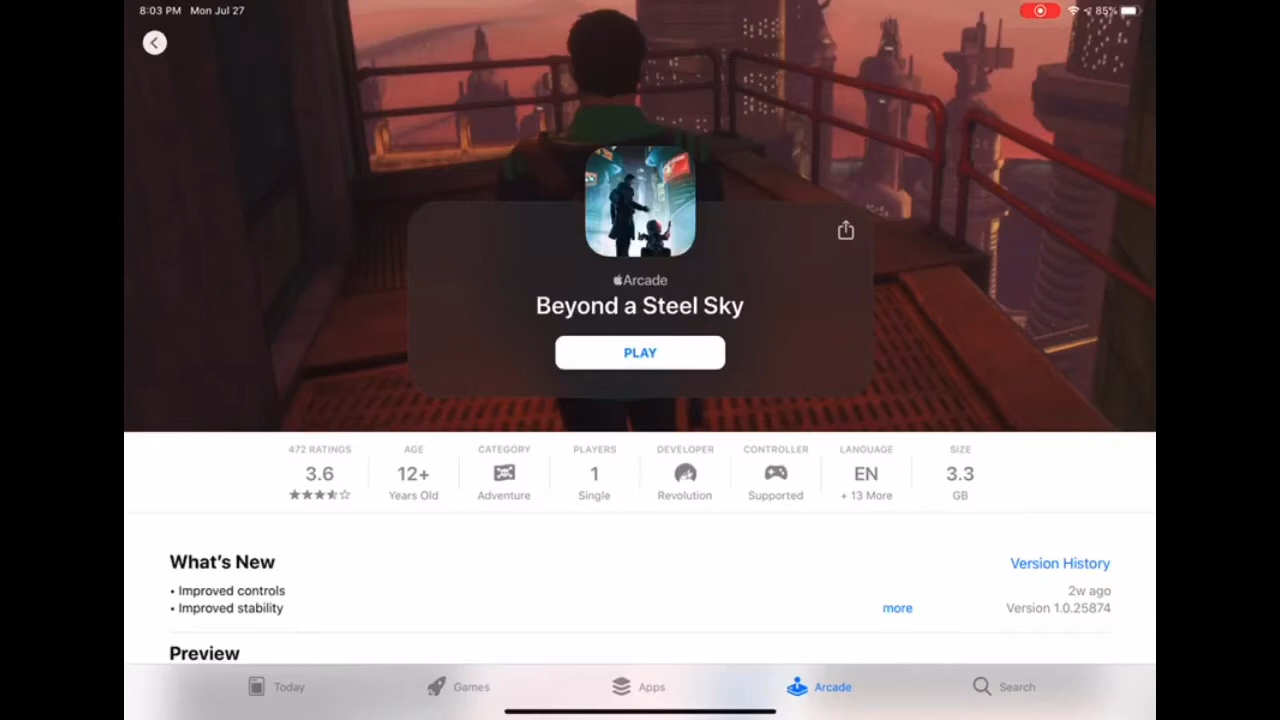 8:03 PM Mon Jul 27
85%
Arcade
Beyond a Steel Sky
PLAY
472 RATINGS
3.6
AGE
12+
Years Old
CATEGORY
Adventure
PLAYERS
1
Single
DEVELOPER
Revolution
CONTROLLER
Supported
LANGUAGE
EN
+ 13 More
SIZE
3.3
GB
What's New
Version History
• Improved controls
2w ago
• Improved stability
more
Version 1.0.25874
Preview
Today
Games
Apps
Arcade
Search